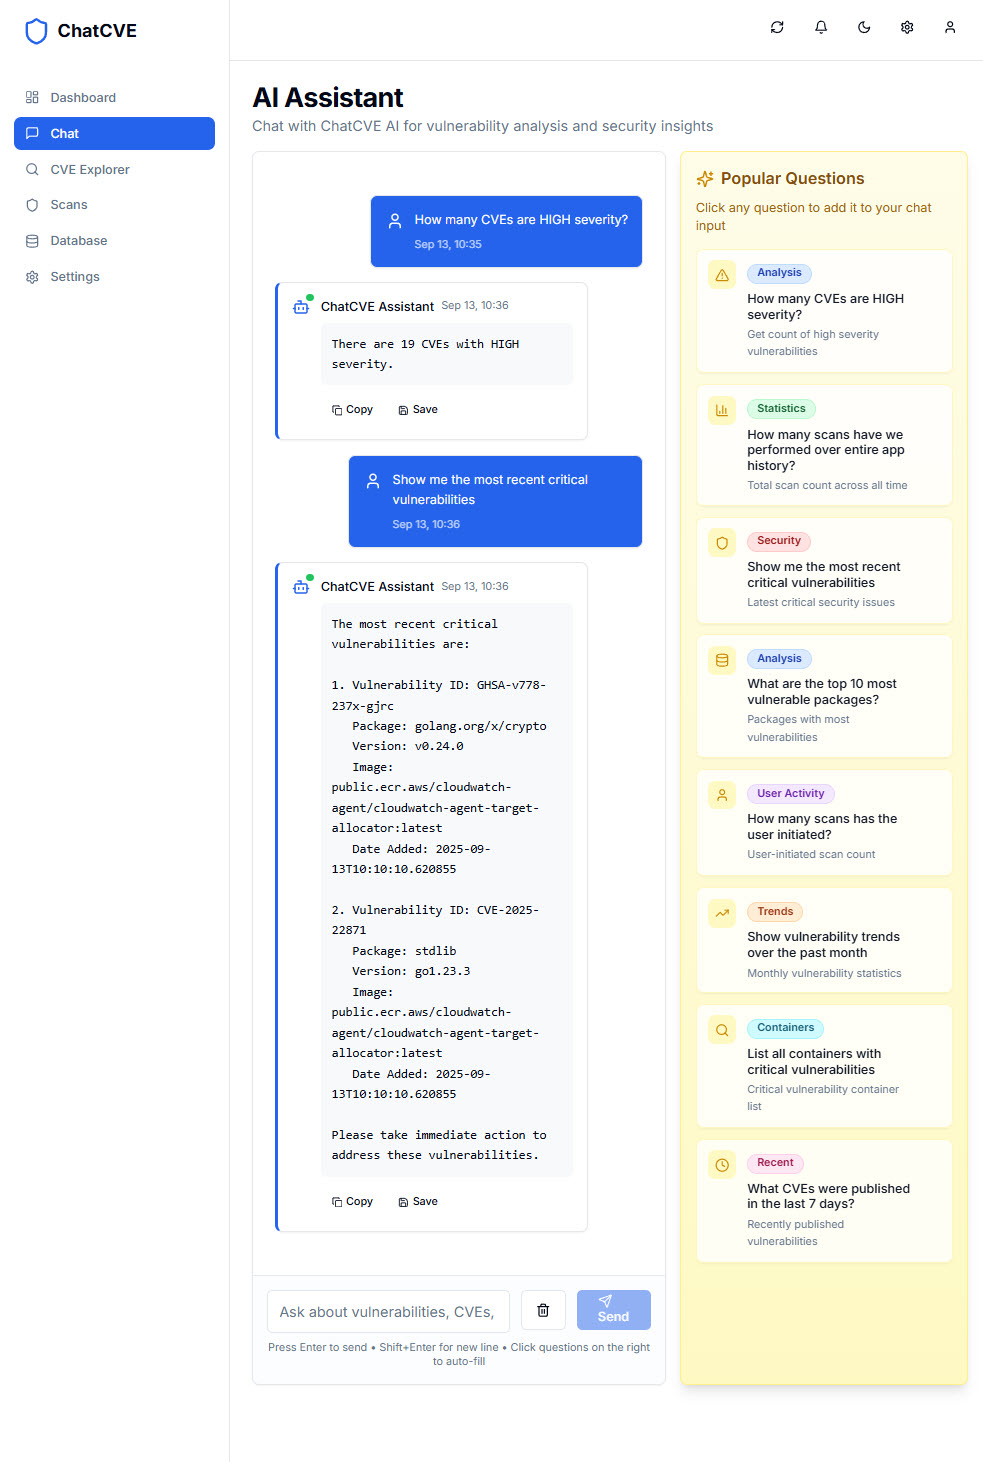 ChatCVE
Dashboard
Chat
CVE Explorer
Scans
Database
Settings
AI Assistant
Chat with ChatCVE AI for vulnerability analysis and security insights
How many CVEs are HIGH severity?
Sep 13, 10:35
ChatCVE Assistant Sep 13, 10:36
There are 19 CVEs with HIGH
severity.
Copy Save
Show me the most recent critical
vulnerabilities
Sep 13, 10:36
ChatCVE Assistant Sep 13, 10:36
The most recent critical
vulnerabilities are:
1. Vulnerability ID: GHSA-v778-
237x-gjrc
Package: golang.org/x/crypto
Version: v0.24.0
Image:
public.ecr.aws/cloudwatch-
agent/cloudwatch-agent-target-
allocator:latest
Date Added: 2025-09-
13T10:10:10.620855
2. Vulnerability ID: CVE-2025-
22871
Package: stdlib
Version: go1.23.3
Image:
public.ecr.aws/cloudwatch-
agent/cloudwatch-agent-target-
allocator:latest
Date Added: 2025-09-
13T10:10:10.620855
Please take immediate action to
address these vulnerabilities.
Copy Save
Ask about vulnerabilities, CVEs,
Send
Press Enter to send • Shift+Enter for new line • Click questions on the right
to auto-fill
Popular Questions
Click any question to add it to your chat
input
Analysis
How many CVEs are HIGH
severity?
Get count of high severity
vulnerabilities
Statistics
How many scans have we
performed over entire app
history?
Total scan count across all time
Security
Show me the most recent
critical vulnerabilities
Latest critical security issues
Analysis
What are the top 10 most
vulnerable packages?
Packages with most
vulnerabilities
User Activity
How many scans has the
user initiated?
User-initiated scan count
Trends
Show vulnerability trends
over the past month
Monthly vulnerability statistics
Containers
List all containers with
critical vulnerabilities
Critical vulnerability container
list
Recent
What CVEs were published
in the last 7 days?
Recently published
vulnerabilities